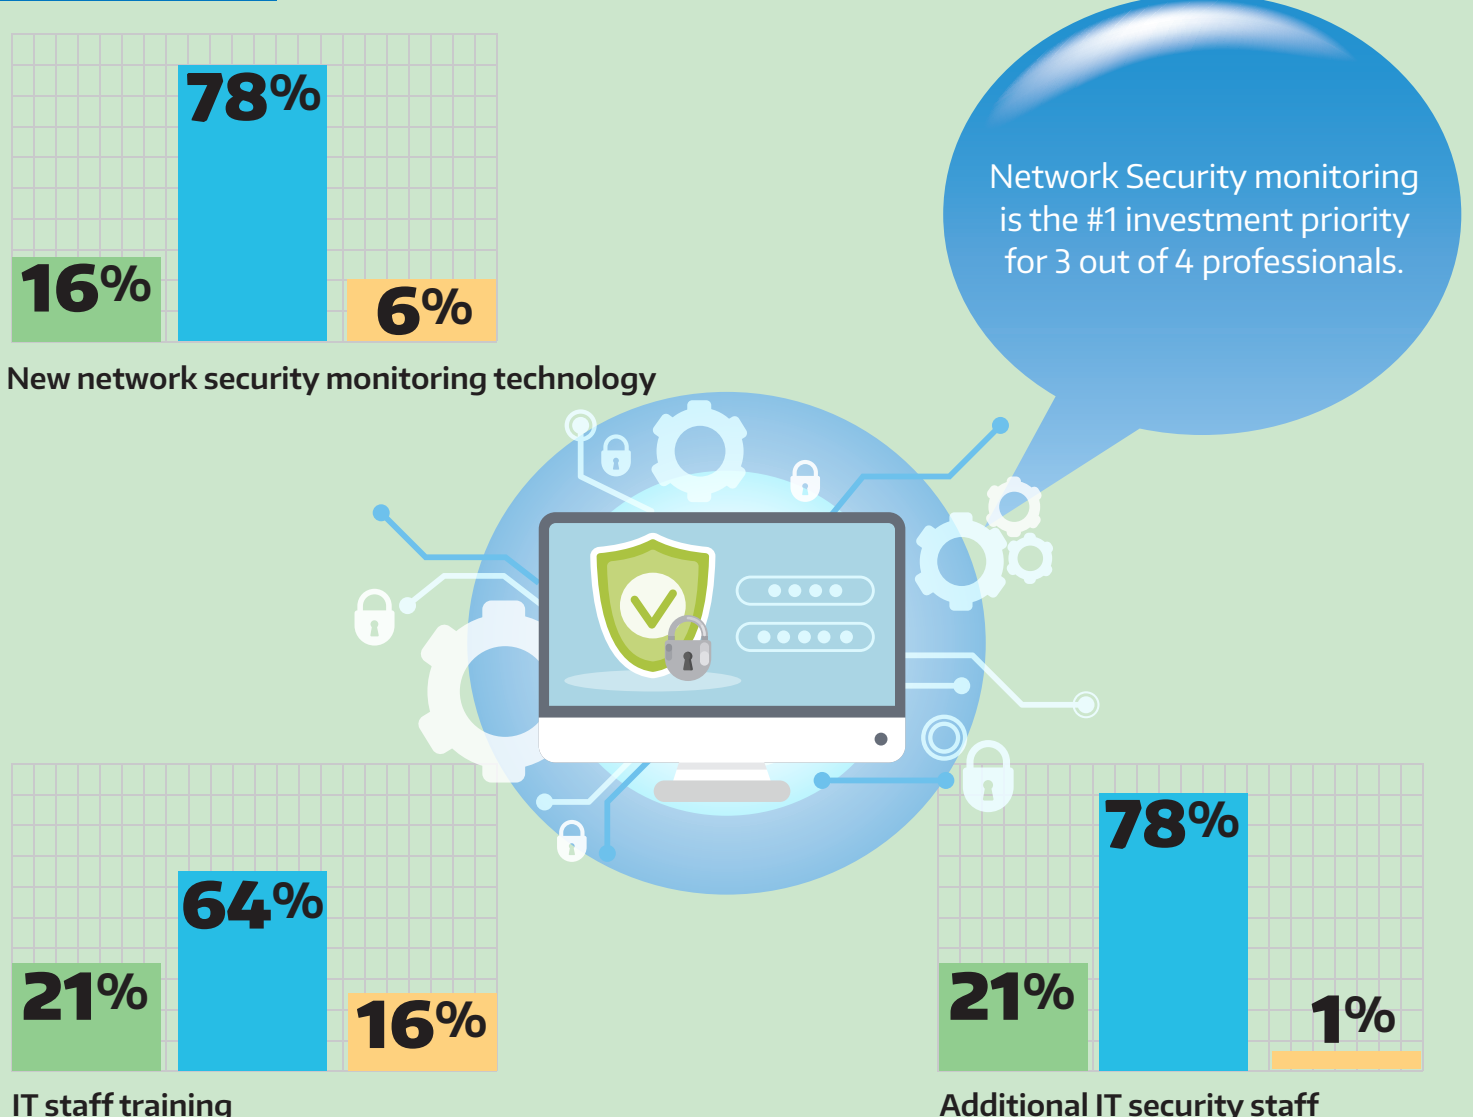 16%
78%
6%
New network security monitoring technology
Network Security monitoring
is the #1 investment priority
for 3 out of 4 professionals.
21%
64%
16%
IT staff training
21%
78%
1%
Additional IT security staff